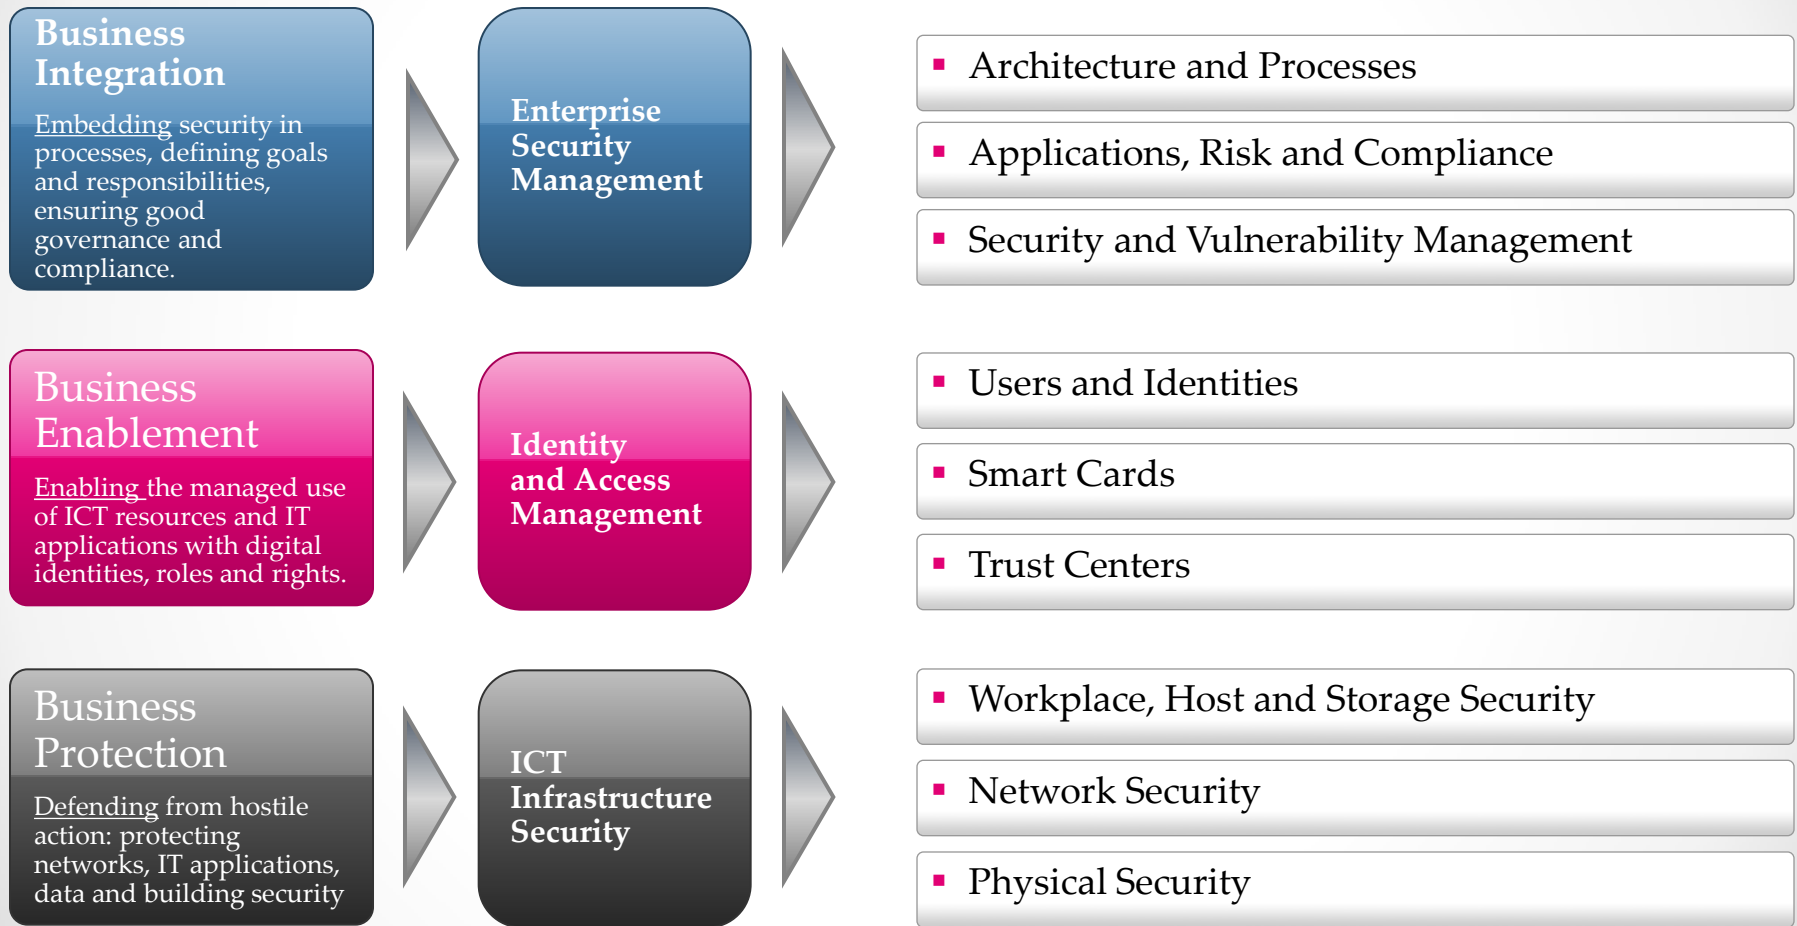 Business
Integration
Embedding security in
processes, defining goals
and responsibilities,
ensuring good
governance and
compliance.
Enterprise
Security
Management
▪ Architecture and Processes
▪ Applications, Risk and Compliance
▪ Security and Vulnerability Management
Business
Enablement
Enabling the managed use
of ICT resources and IT
applications with digital
identities, roles and rights.
Identity
and Access
Management
▪ Users and Identities
▪ Smart Cards
▪ Trust Centers
Business
Protection
Defending from hostile
action: protecting
networks, IT applications,
data and building security
ICT
Infrastructure
Security
▪ Workplace, Host and Storage Security
▪ Network Security
▪ Physical Security